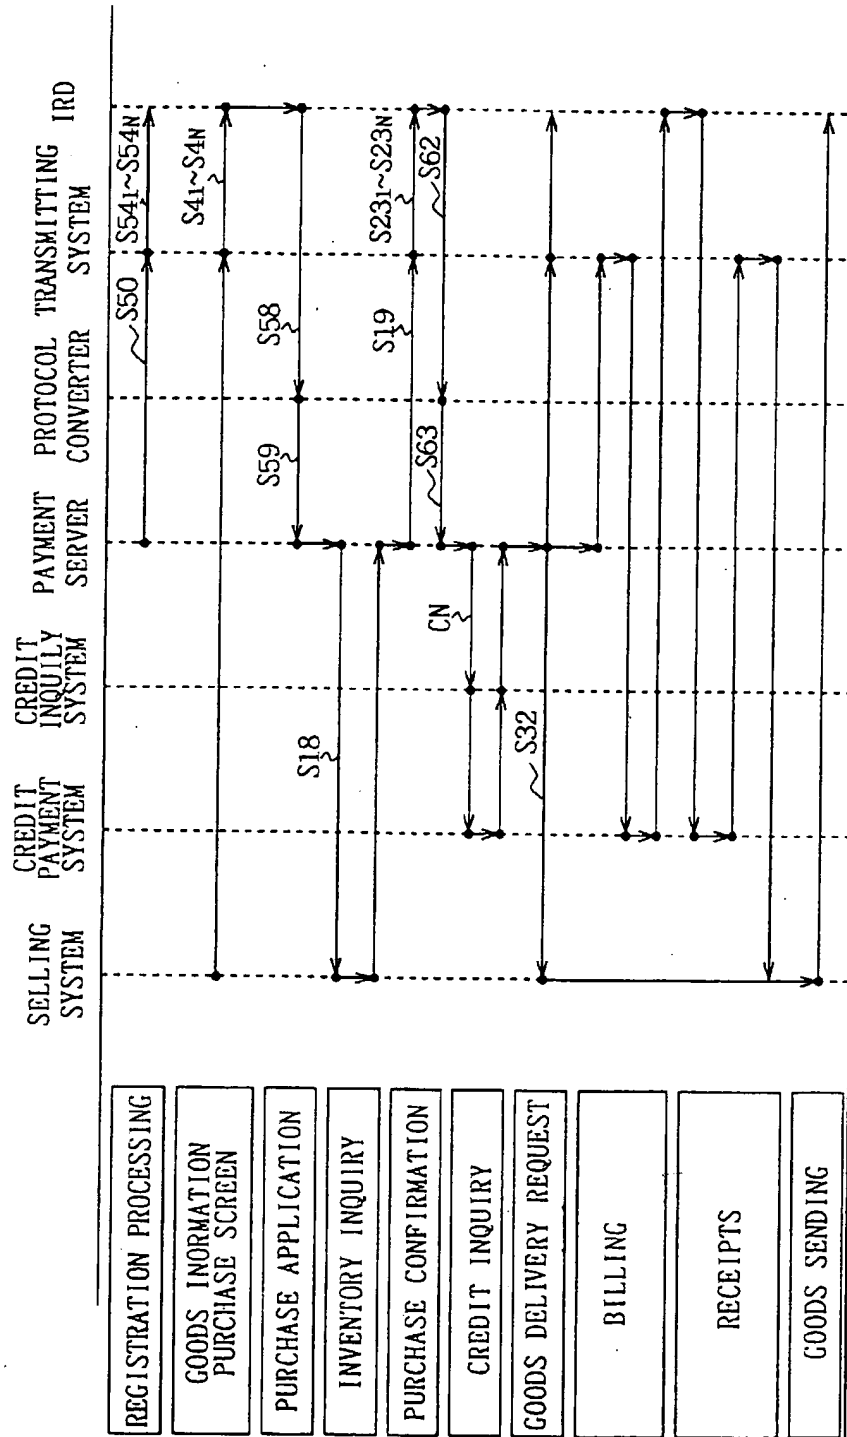 SELLING
SYSTEM
CREDIT
PAYMENT
SYSTEM
CREDIT
INQUILY
SYSTEM
PAYMENT
SERVER
PROTOCOL
CONVERTER
TRANSMITTING
SYSTEM
IRD
REGISTRATION PROCESSING
S50
S541~S54N
GOODS INORMATION
PURCHASE SCREEN
S41~S4N
PURCHASE APPLICATION
S59
S58
INVENTORY INQUIRY
S18
PURCHASE CONFIRMATION
S19
S231~S23N
S63
S62
CREDIT INQUIRY
CN
GOODS DELIVERY REQUEST
S32
BILLING
RECEIPTS
GOODS SENDING